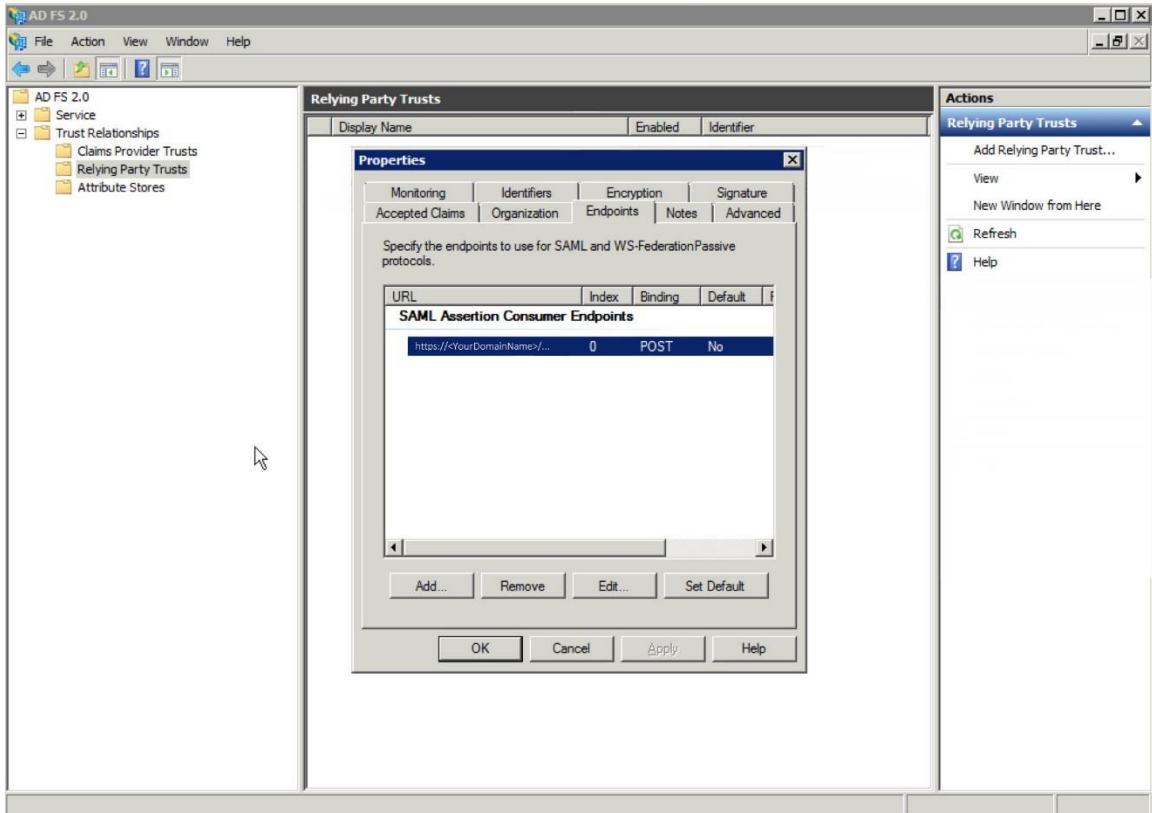 AD FS 2.0
File Action View Window Help
AD FS 2.0
Service
Trust Relationships
Claims Provider Trusts
Relying Party Trusts
Attribute Stores
Relying Party Trusts
Display Name Enabled Identifier
Properties
Monitoring Identifiers Encryption Signature
Accepted Claims Organization Endpoints Notes Advanced
Specify the endpoints to use for SAML and WS-FederationPassive
protocols.
URL Index Binding Default
SAML Assertion Consumer Endpoints
https://<YourDomainName>/... 0 POST No
Add... Remove Edit... Set Default
OK Cancel Apply Help
Actions
Relying Party Trusts
Add Relying Party Trust...
View
New Window from Here
Refresh
Help